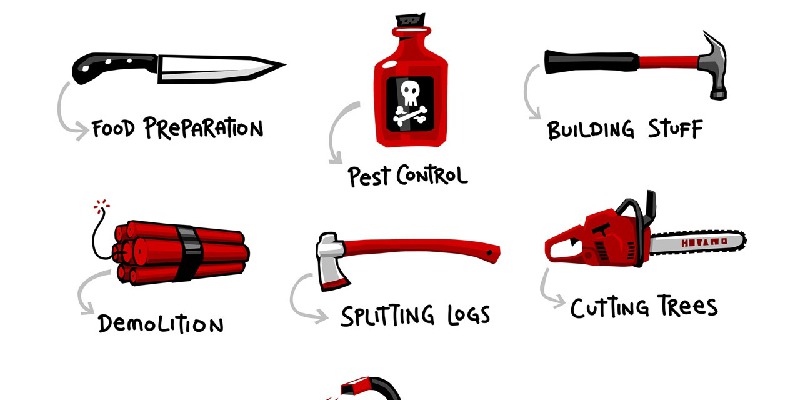 FOOD PREPARATION
PEST CONTROL
BUILDING STUFF
DEMOLITION
SPLITTING LOGS
CUTTING TREES